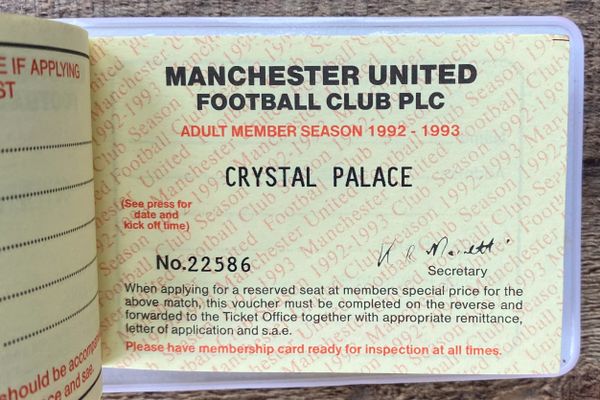 E IF APPLYING
ST
MANCHESTER UNITED
FOOTBALL CLUB PLC
ADULT MEMBER SEASON 1992 - 1993
CRYSTAL PALACE
(See press for
date and
kick off time)
No.22586
Secretary
When applying for a reserved seat at members special price for the
above match, this voucher must be completed on the reverse and
forwarded to the Ticket Office together with appropriate remittance,
letter of application and s.a.e.
Please have membership card ready for inspection at all times.
should be accompa
ce and sae.